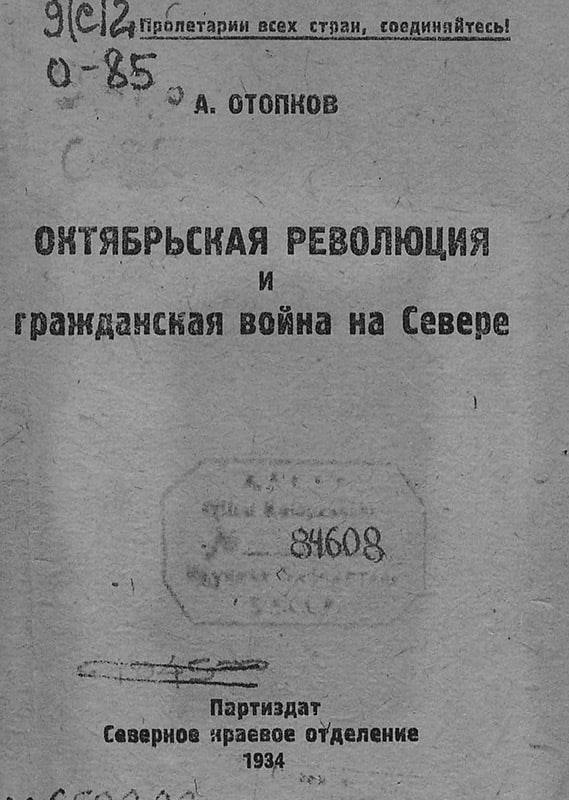 9(С)2
О-85
Пролетарии всех стран, соединяйтесь!
А. ОТОПКОВ
ОКТЯБРЬСКАЯ РЕВОЛЮЦИЯ
И
гражданская война на Севере
№ 84608
Партиздат
Северное краевое отделение
1934